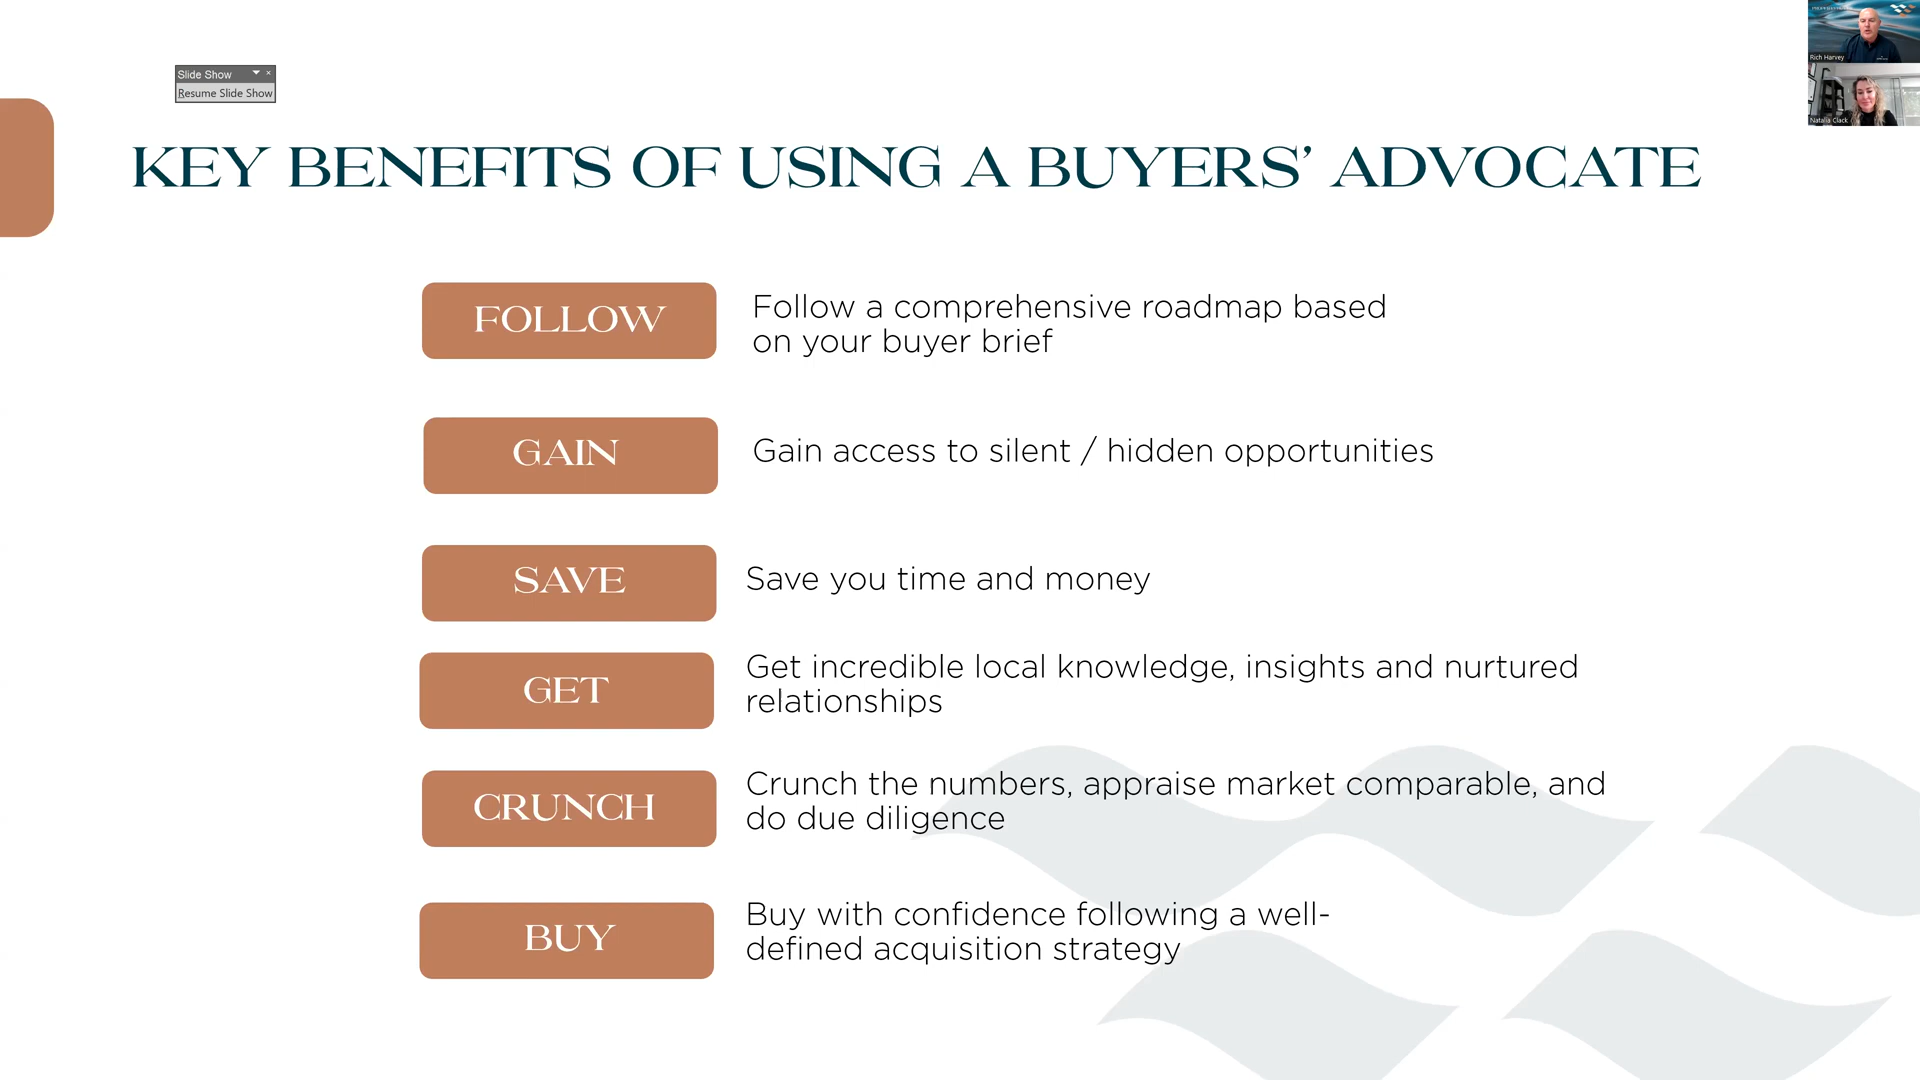 Slide Show
Resume Slide Show
Rich Harvey
Natalia Clack
KEY BENEFITS OF USING A BUYERS’ ADVOCATE
FOLLOW
Follow a comprehensive roadmap based
on your buyer brief
GAIN
Gain access to silent / hidden opportunities
SAVE
Save you time and money
GET
Get incredible local knowledge, insights and nurtured
relationships
CRUNCH
Crunch the numbers, appraise market comparable, and
do due diligence
BUY
Buy with confidence following a well-
defined acquisition strategy